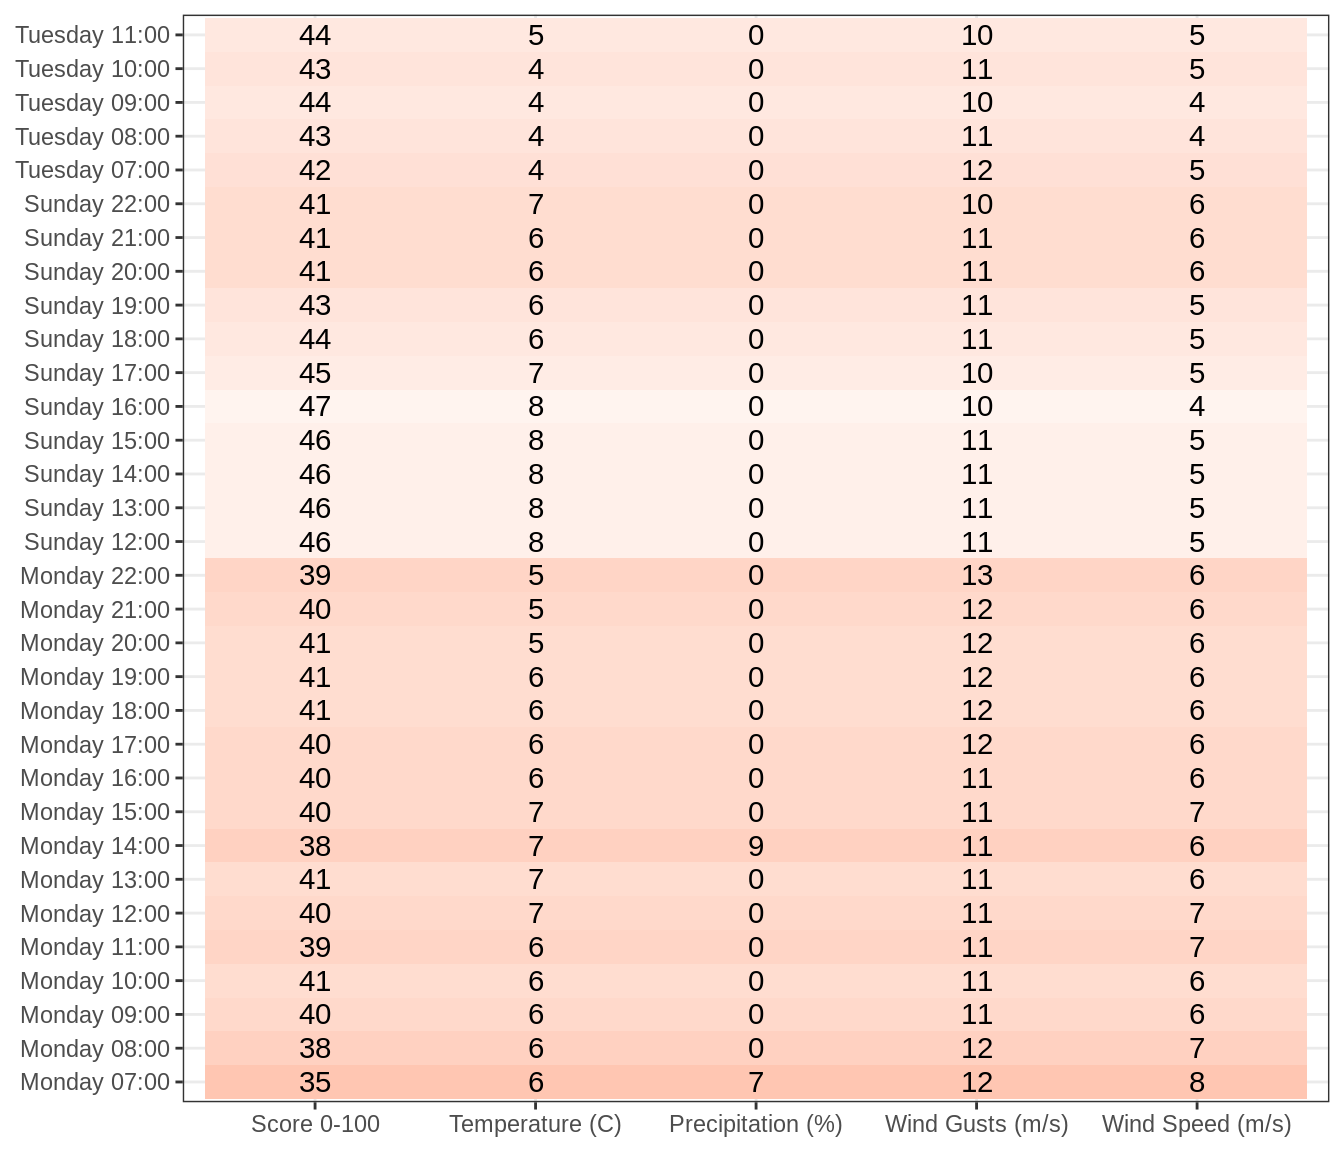 Tuesday 11:00 44 5 0 10 5
Tuesday 10:00 43 4 0 11 5
Tuesday 09:00 44 4 0 10 4
Tuesday 08:00 43 4 0 11 4
Tuesday 07:00 42 4 0 12 5
Sunday 22:00 41 7 0 10 6
Sunday 21:00 41 6 0 11 6
Sunday 20:00 41 6 0 11 6
Sunday 19:00 43 6 0 11 5
Sunday 18:00 44 6 0 11 5
Sunday 17:00 45 7 0 10 5
Sunday 16:00 47 8 0 10 4
Sunday 15:00 46 8 0 11 5
Sunday 14:00 46 8 0 11 5
Sunday 13:00 46 8 0 11 5
Sunday 12:00 46 8 0 11 5
Monday 22:00 39 5 0 13 6
Monday 21:00 40 5 0 12 6
Monday 20:00 41 5 0 12 6
Monday 19:00 41 6 0 12 6
Monday 18:00 41 6 0 12 6
Monday 17:00 40 6 0 12 6
Monday 16:00 40 6 0 11 6
Monday 15:00 40 7 0 11 7
Monday 14:00 38 7 9 11 6
Monday 13:00 41 7 0 11 6
Monday 12:00 40 7 0 11 7
Monday 11:00 39 6 0 11 7
Monday 10:00 41 6 0 11 6
Monday 09:00 40 6 0 11 6
Monday 08:00 38 6 0 12 7
Monday 07:00 35 6 7 12 8
Score 0-100 Temperature (C) Precipitation (%) Wind Gusts (m/s) Wind Speed (m/s)